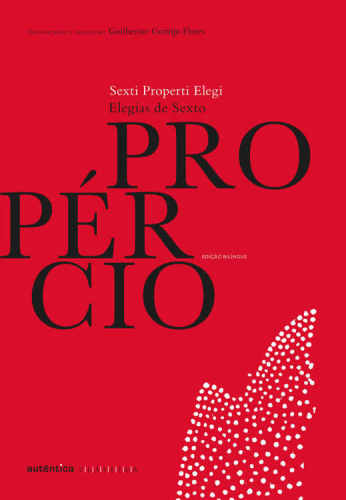 Guilherme Gontijo Flores
Sexti Properti Elegi
Elegias de Sexto
PRO
PÉR
CIO
EDIÇÃO BILÍNGUE
autêntica